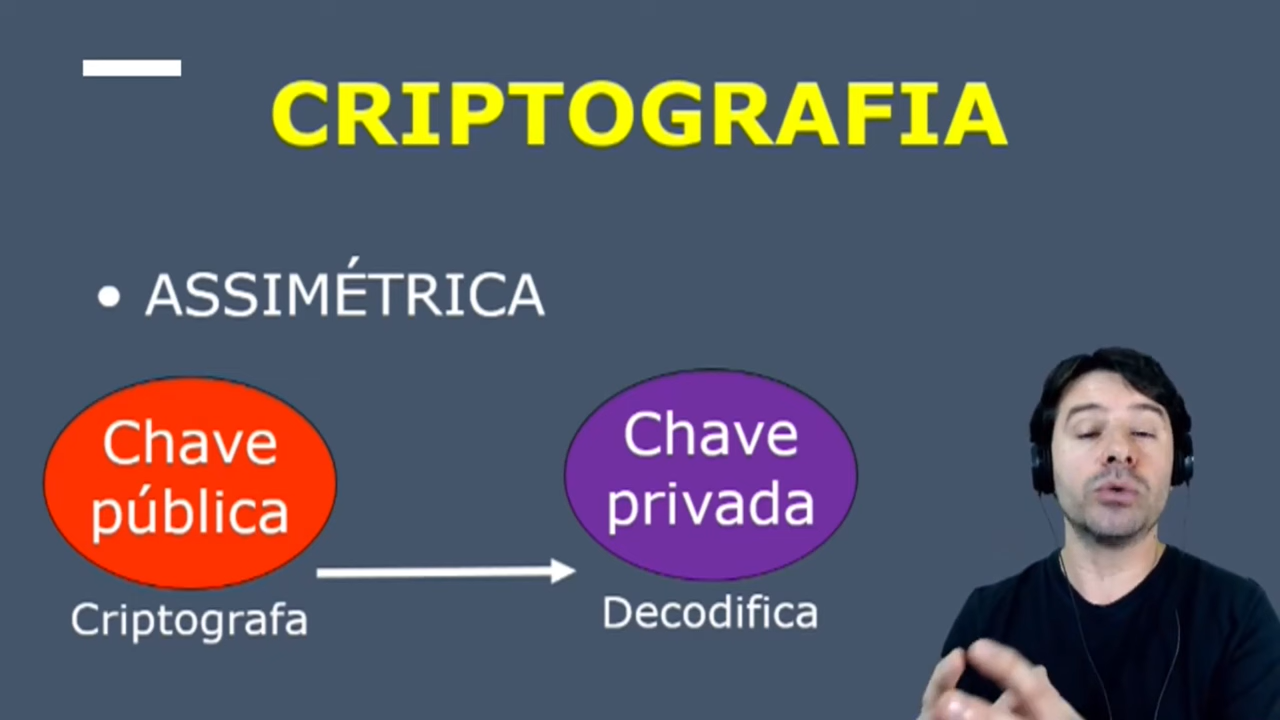 CRIPTOGRAFIA
• ASSIMÉTRICA
Chave
pública
Chave
privada
Criptografa
Decodifica